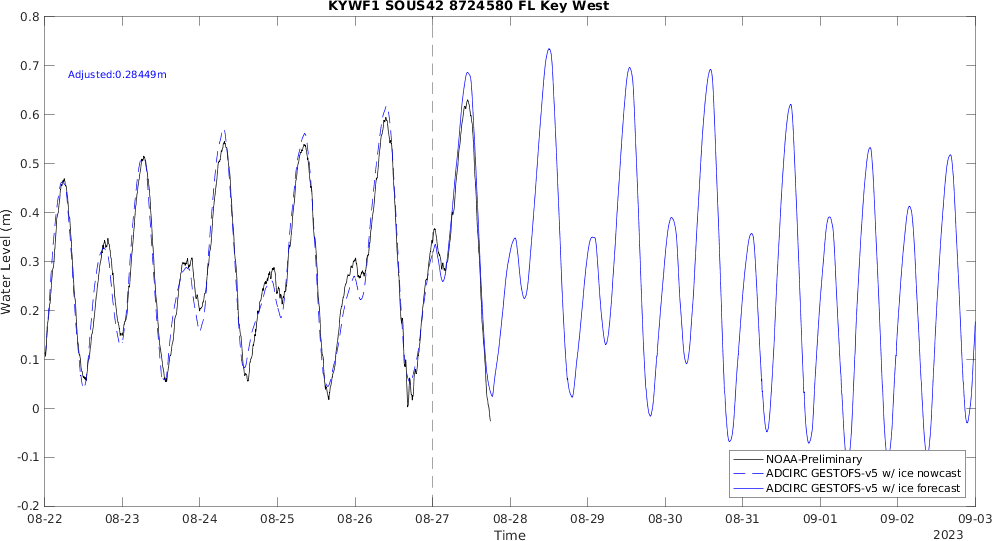 KYWF1 SOUS42 8724580 FL Key West
Adjusted:0.28449m
Water Level (m)
0.8
0.7
0.6
0.5
0.4
0.3
0.2
0.1
0
-0.1
-0.2
NOAA-Preliminary
ADCIRC GESTOFS-v5 w/ ice nowcast
ADCIRC GESTOFS-v5 w/ ice forecast
08-22 08-23 08-24 08-25 08-26 08-27 08-28 08-29 08-30 08-31 09-01 09-02 09-03
Time
2023